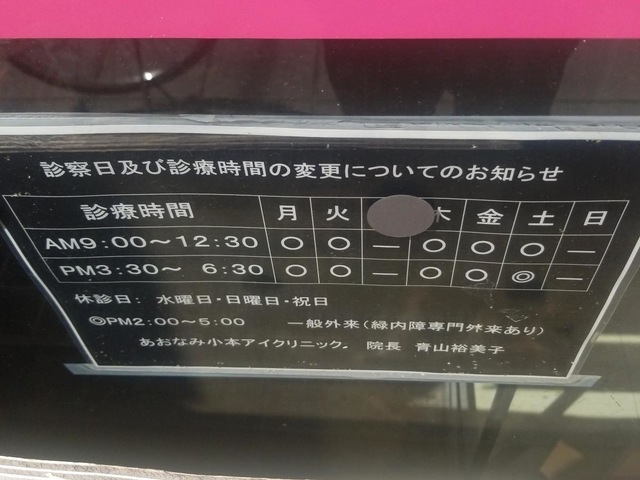 診察日及び診療時間の変更についてのお知らせ
診療時間 月 火 木 金 土 日
AM9:00〜12:30 ○ ○ — ○ ○ ○ —
PM3:30〜 6:30 ○ ○ — ○ ○ ◎ —
休診日: 水曜日・日曜日・祝日
◎PM2:00〜5:00 一般外来(緑内障専門外来あり)
あおなみ小本アイクリニック. 院長 青山裕美子